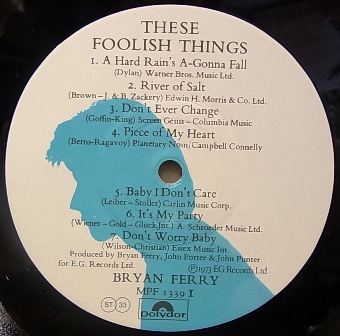 THESE
FOOLISH THINGS
1. A Hard Rain's A-Gonna Fall
(Dylan) Warner Bros. Music Ltd.
2. River of Salt
(Brown – J. & B. Zackery) Edwin H. Morris & Co. Ltd.
3. Don't Ever Change
(Goffin-King) Screen Gems – Columbia Music
4. Piece of My Heart
(Berns-Ragavoy) Planetary Nom/Campbell Connelly
5. Baby I Don't Care
(Leiber – Stoller) Carlin Music Corp.
6. It's My Party
(Wiener – Gold – Gluck Jnr.) A. Schroeder Music Ltd.
7. Don't Worry Baby
(Wilson-Christian) Essex Music Int.
Produced by Bryan Ferry, John Porter & John Punter
for E.G. Records Ltd.
℗ 1973 EG Records Ltd
BRYAN FERRY
MPF 1339 I
ST 33
polydor